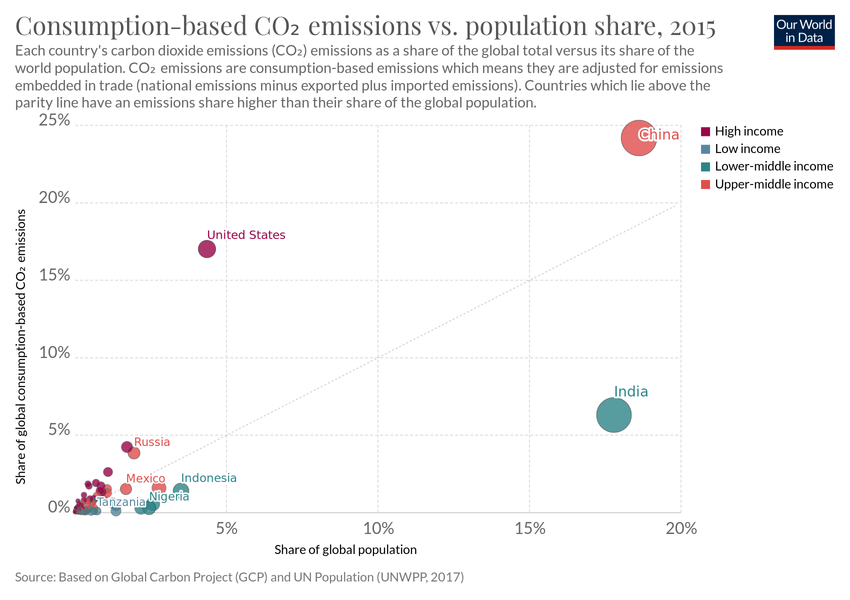 Consumption-based CO₂ emissions vs. population share, 2015
Our World
in Data
Each country's carbon dioxide emissions (CO₂) emissions as a share of the global total versus its share of the
world population. CO₂ emissions are consumption-based emissions which means they are adjusted for emissions
embedded in trade (national emissions minus exported plus imported emissions). Countries which lie above the
parity line have an emissions share higher than their share of the global population.
25%
China
High income
Low income
Lower-middle income
Upper-middle income
20%
United States
15%
10%
India
5%
Russia
Mexico
Indonesia
Nigeria
Tanzania
0%
Share of global consumption-based CO₂ emissions
5%
10%
15%
20%
Share of global population
Source: Based on Global Carbon Project (GCP) and UN Population (UNWPP, 2017)